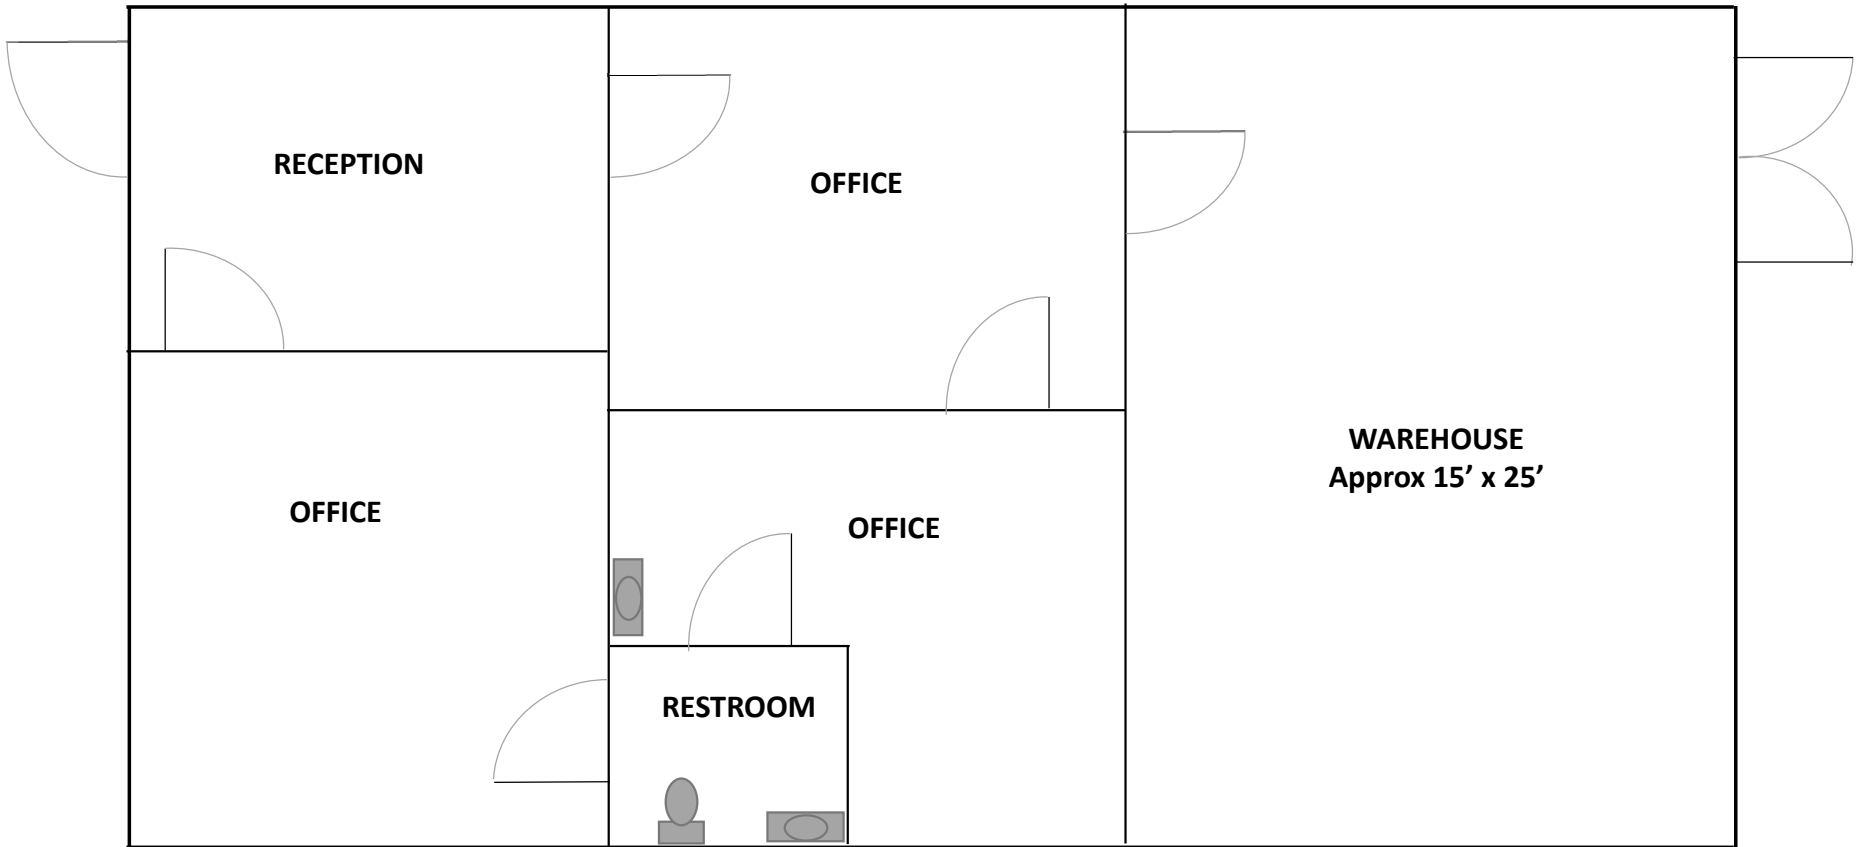 RECEPTION
OFFICE
WAREHOUSE
Approx 15’ x 25’
OFFICE
OFFICE
RESTROOM